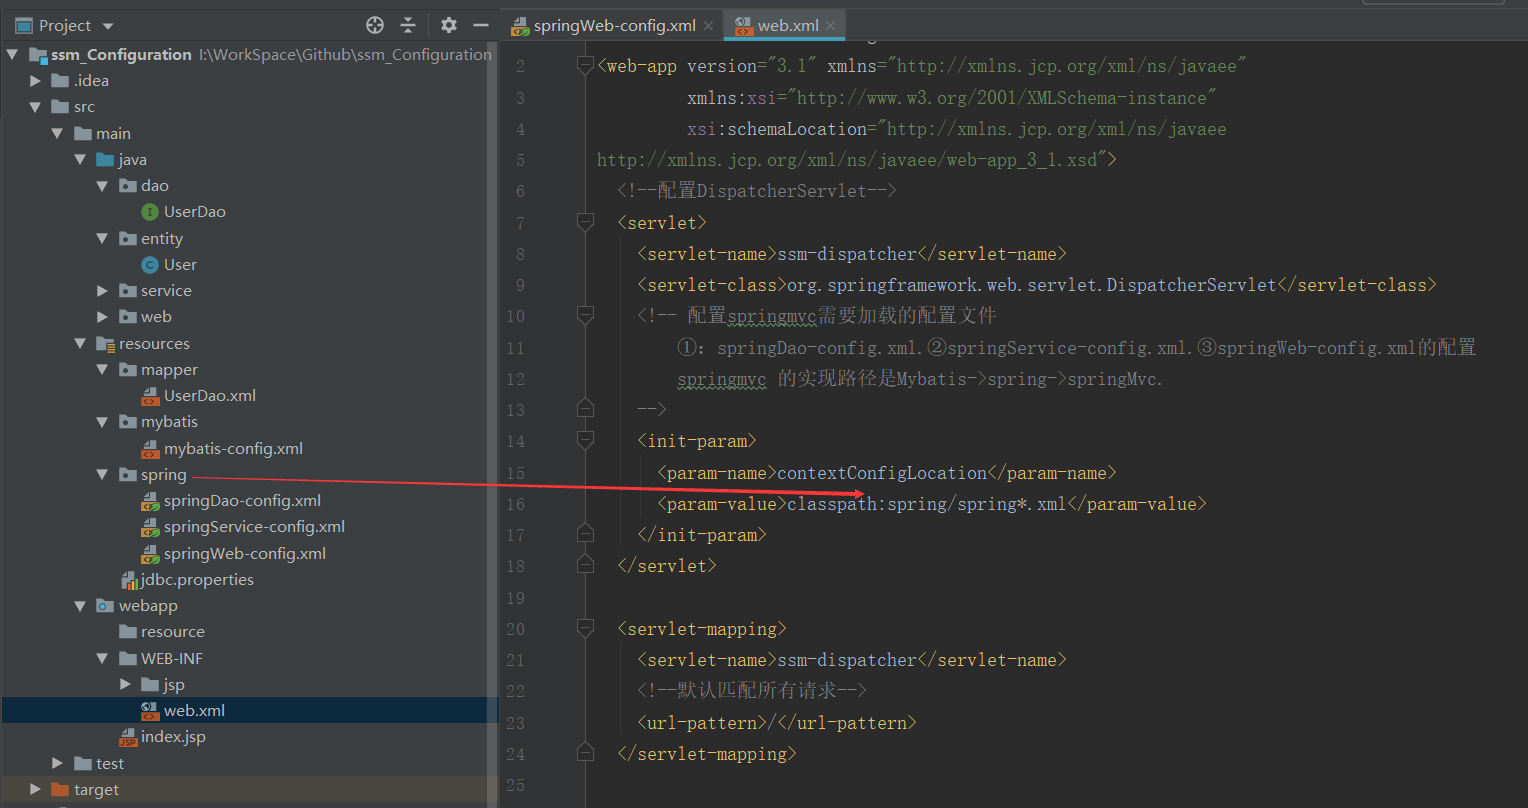 Project
ssm_Configuration I:\WorkSpace\Github\ssm_Configuration
.idea
src
main
java
dao
UserDao
entity
User
service
web
resources
mapper
UserDao.xml
mybatis
mybatis-config.xml
spring
springDao-config.xml
springService-config.xml
springWeb-config.xml
jdbc.properties
webapp
resource
WEB-INF
jsp
web.xml
index.jsp
test
target
springWeb-config.xml
web.xml
2 <web-app version="3.1" xmlns="http://xmlns.jcp.org/xml/ns/javaee"
3 xmlns:xsi="http://www.w3.org/2001/XMLSchema-instance"
4 xsi:schemaLocation="http://xmlns.jcp.org/xml/ns/javaee
5 http://xmlns.jcp.org/xml/ns/javaee/web-app_3_1.xsd">
6 <!--配置DispatcherServlet-->
7 <servlet>
8 <servlet-name>ssm-dispatcher</servlet-name>
9 <servlet-class>org.springframework.web.servlet.DispatcherServlet</servlet-class>
10 <!-- 配置springmvc需要加载的配置文件
11 ①：springDao-config.xml.②springService-config.xml.③springWeb-config.xml的配置
12 springmvc 的实现路径是Mybatis->spring->springMvc.
13 -->
14 <init-param>
15 <param-name>contextConfigLocation</param-name>
16 <param-value>classpath:spring/spring*.xml</param-value>
17 </init-param>
18 </servlet>
19
20 <servlet-mapping>
21 <servlet-name>ssm-dispatcher</servlet-name>
22 <!--默认匹配所有请求-->
23 <url-pattern>/</url-pattern>
24 </servlet-mapping>
25